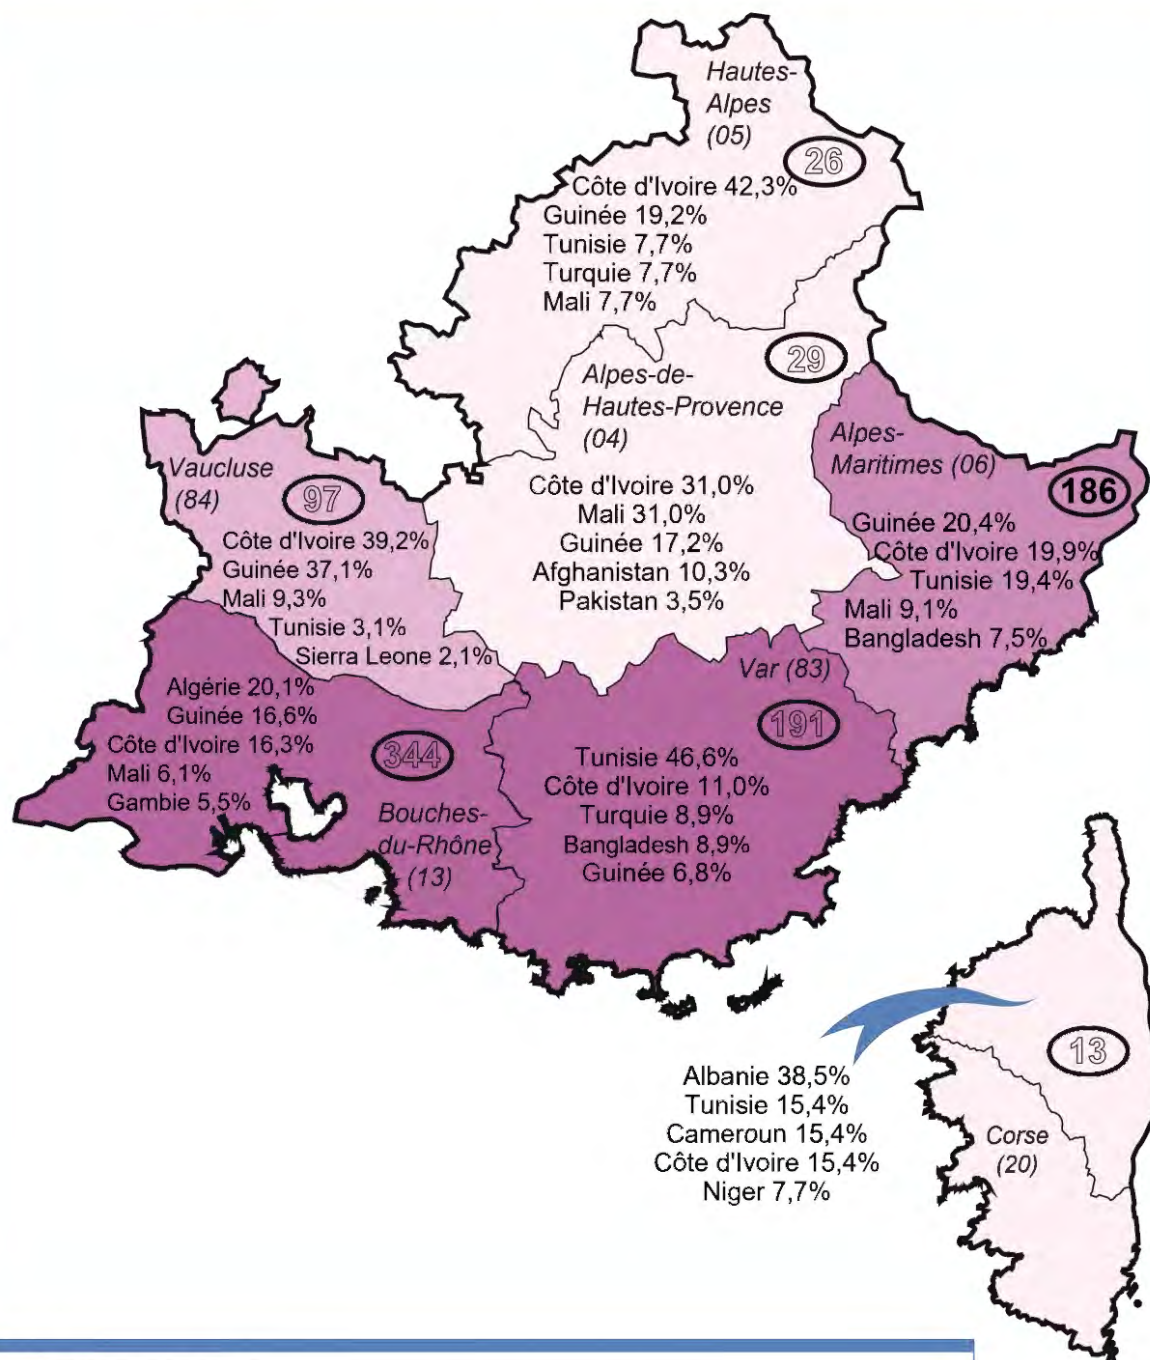 Hautes-
Alpes
(05)
26
Côte d'Ivoire 42,3%
Guinée 19,2%
Tunisie 7,7%
Turquie 7,7%
Mali 7,7%
29
Alpes-de-
Hautes-Provence
(04)
Côte d'Ivoire 31,0%
Mali 31,0%
Guinée 17,2%
Afghanistan 10,3%
Pakistan 3,5%
Alpes-
Maritimes (06)
186
Guinée 20,4%
Côte d'Ivoire 19,9%
Tunisie 19,4%
Mali 9,1%
Bangladesh 7,5%
Vaucluse
(84)
97
Côte d'Ivoire 39,2%
Guinée 37,1%
Mali 9,3%
Tunisie 3,1%
Sierra Leone 2,1%
Algérie 20,1%
Guinée 16,6%
Côte d'Ivoire 16,3%
Mali 6,1%
Gambie 5,5%
344
Bouches-
du-Rhône
(13)
Var (83)
191
Tunisie 46,6%
Côte d'Ivoire 11,0%
Turquie 8,9%
Bangladesh 8,9%
Guinée 6,8%
13
Corse
(20)
Albanie 38,5%
Tunisie 15,4%
Cameroun 15,4%
Côte d'Ivoire 15,4%
Niger 7,7%